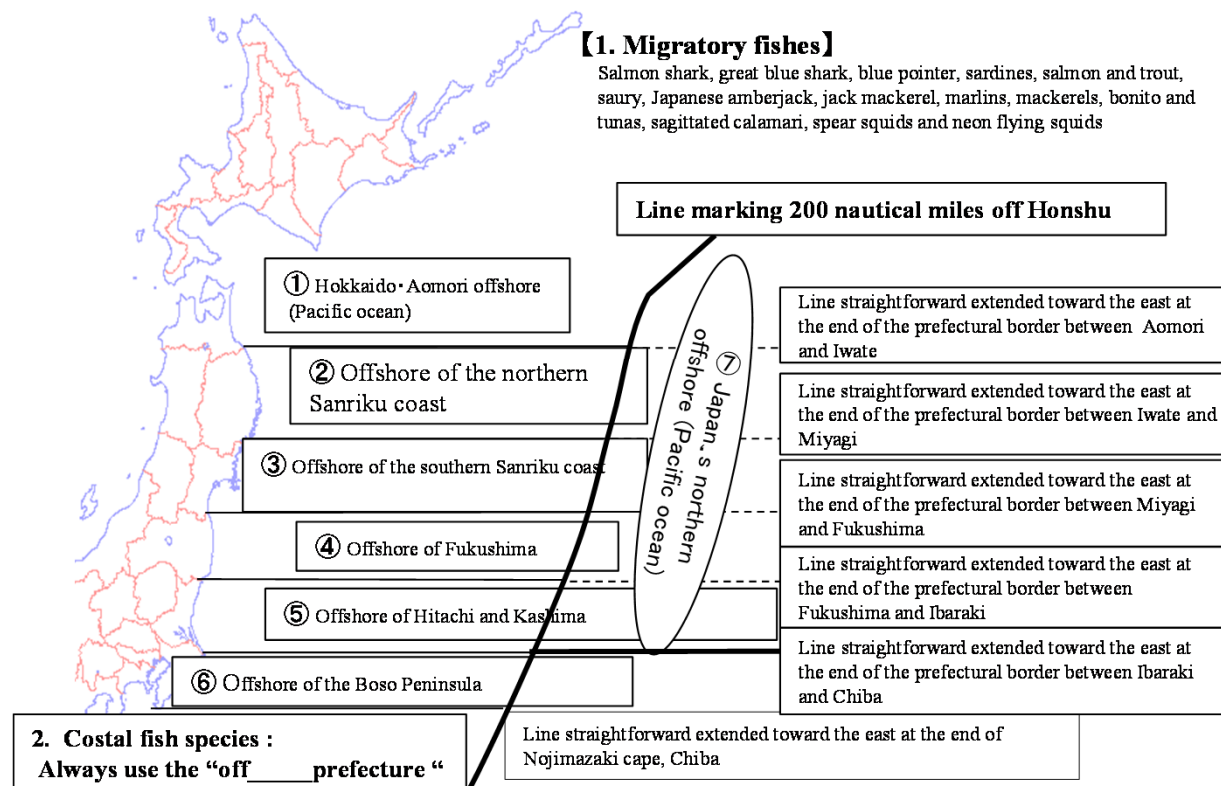 【1. Migratory fishes】
Salmon shark, great blue shark, blue pointer, sardines, salmon and trout,
saury, Japanese amberjack, jack mackerel, marlins, mackerels, bonito and
tunas, sagittated calamari, spear squids and neon flying squids
Line marking 200 nautical miles off Honshu
① Hokkaido・Aomori offshore
(Pacific ocean)
② Offshore of the northern
Sanriku coast
③ Offshore of the southern Sanriku coast
④ Offshore of Fukushima
⑤ Offshore of Hitachi and Kashima
⑥ Offshore of the Boso Peninsula
⑦ Japan､s northern
offshore (Pacific ocean)
Line straightforward extended toward the east at
the end of the prefectural border between Aomori
and Iwate
Line straightforward extended toward the east at
the end of the prefectural border between Iwate and
Miyagi
Line straightforward extended toward the east at
the end of the prefectural border between Miyagi
and Fukushima
Line straightforward extended toward the east at
the end of the prefectural border between
Fukushima and Ibaraki
Line straightforward extended toward the east at
the end of the prefectural border between Ibaraki
and Chiba
Line straightforward extended toward the east at the end of
Nojimazaki cape, Chiba
2. Costal fish species :
Always use the “off_____prefecture “